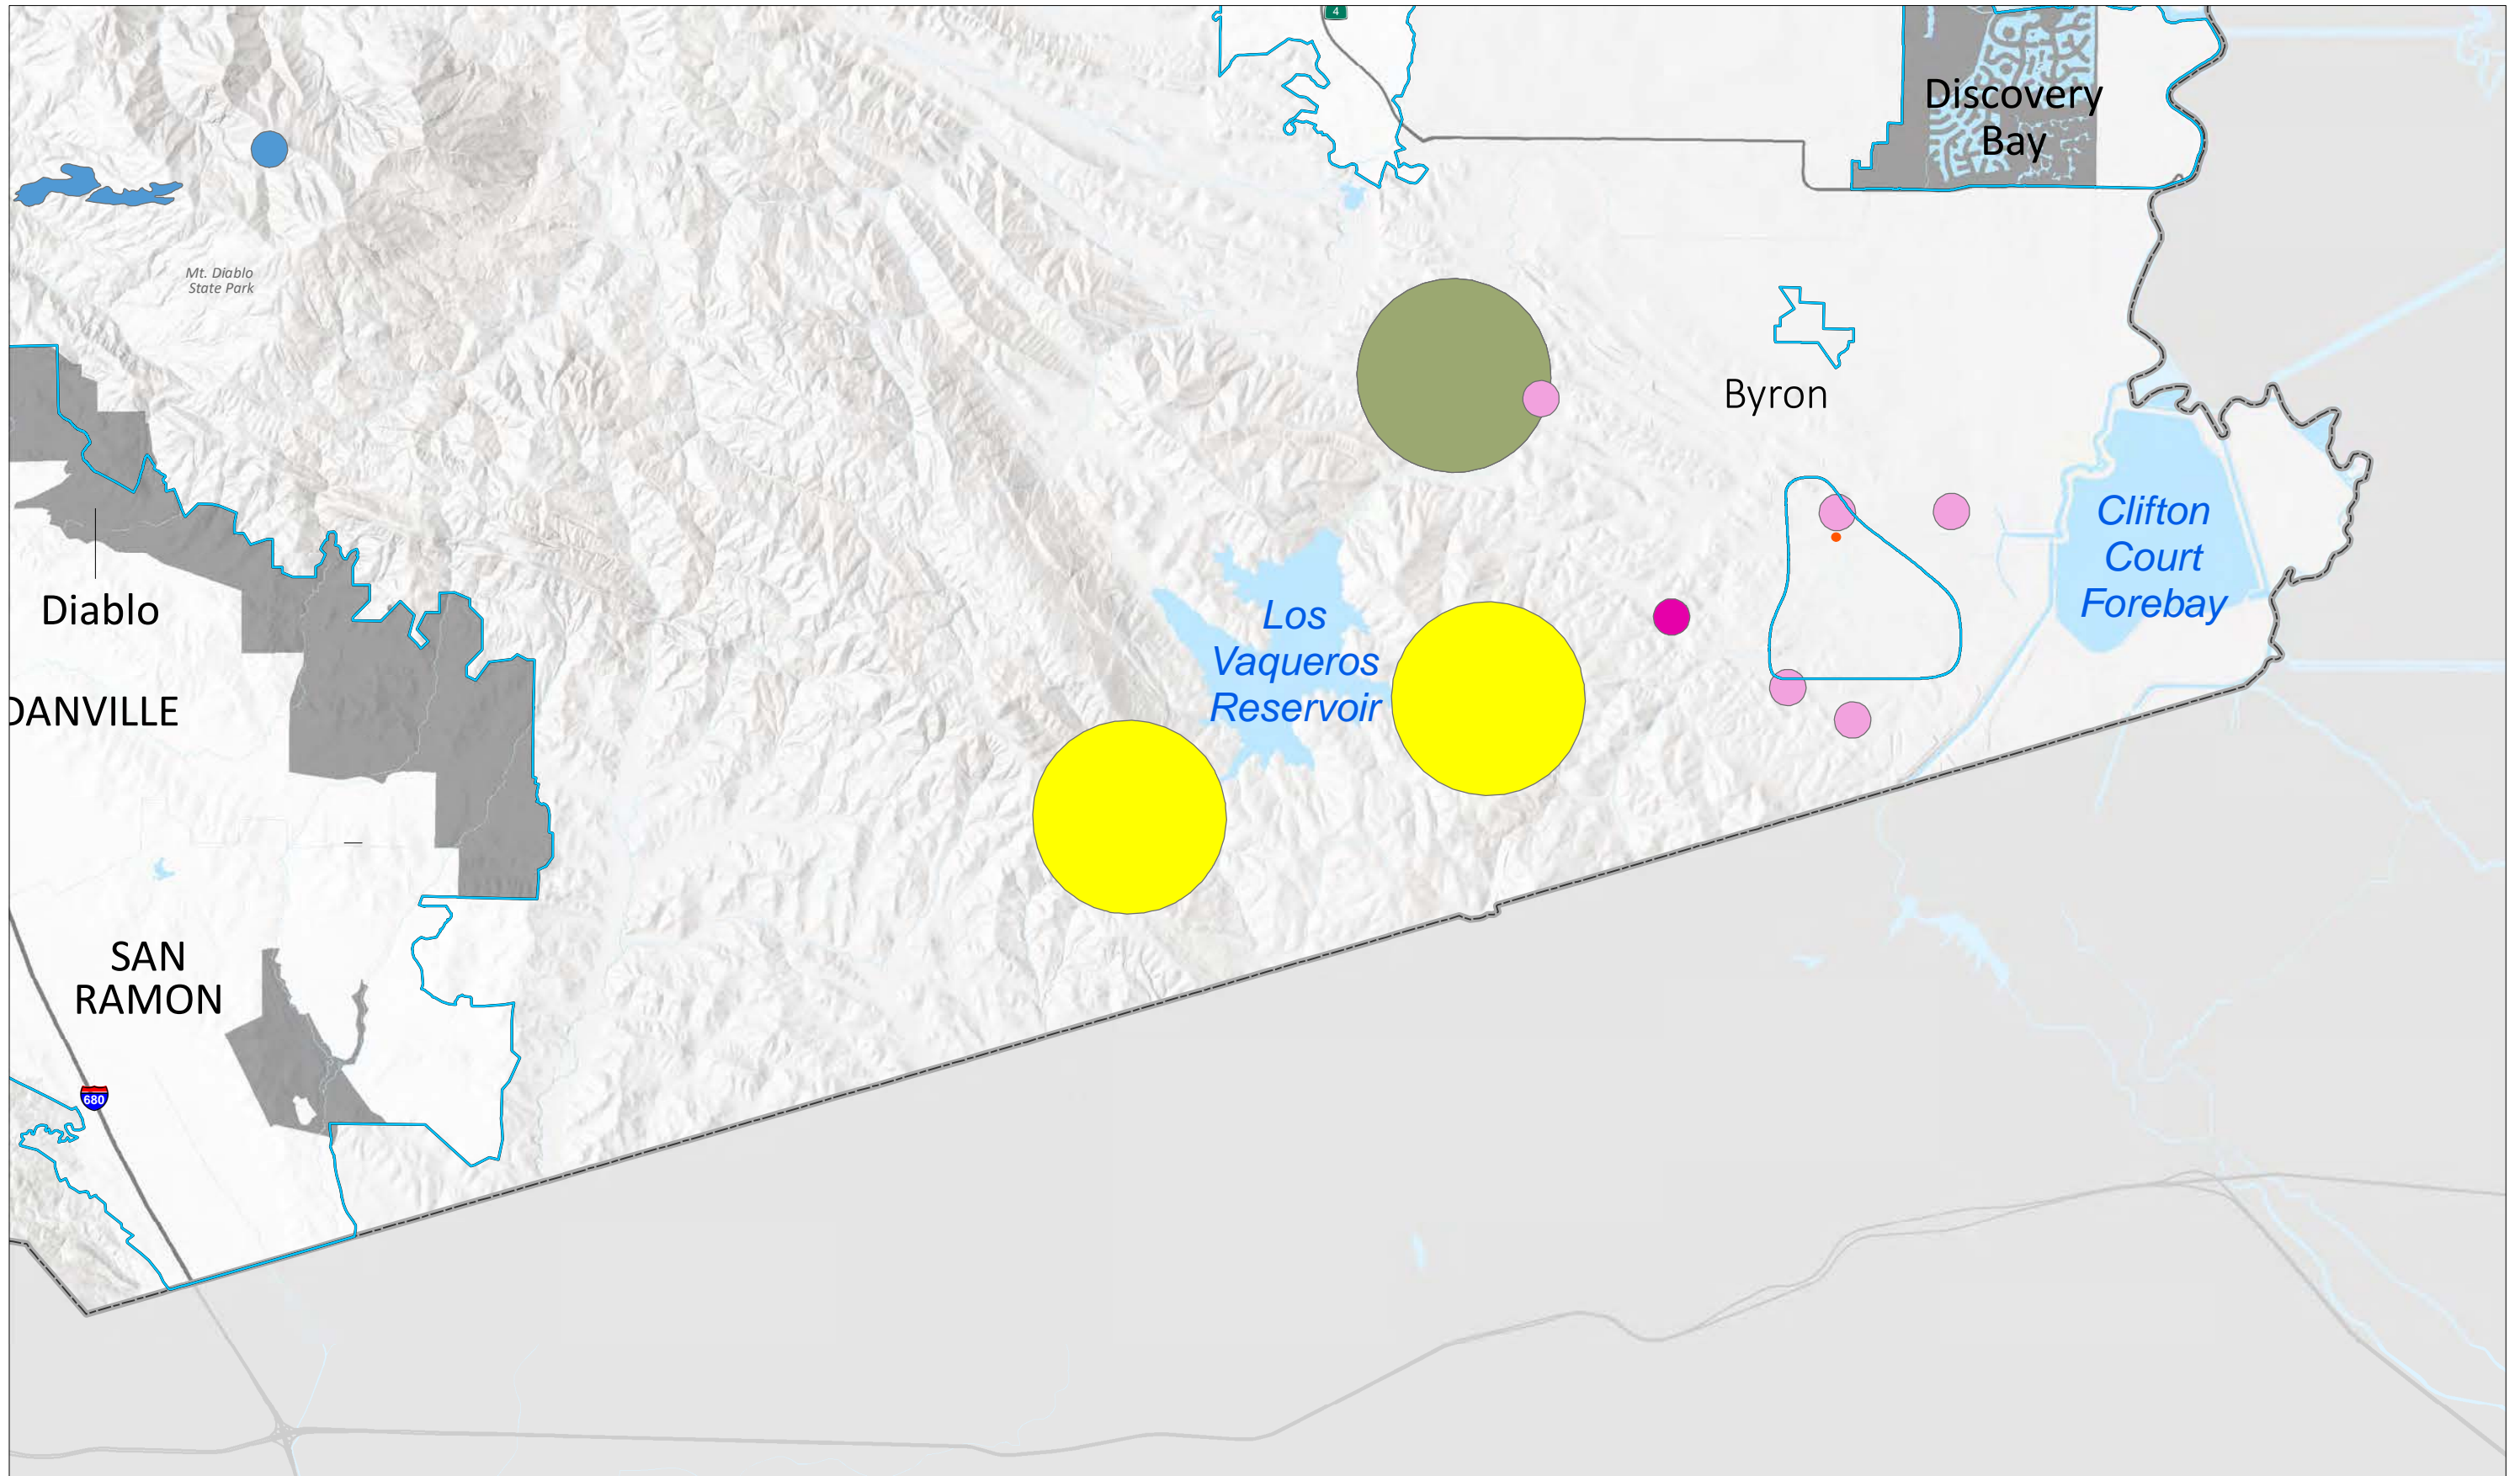 4
Discovery
Bay
Mt. Diablo
State Park
Byron
Clifton
Court
Forebay
Diablo
Los
Vaqueros
Reservoir
DANVILLE
SAN
RAMON
680